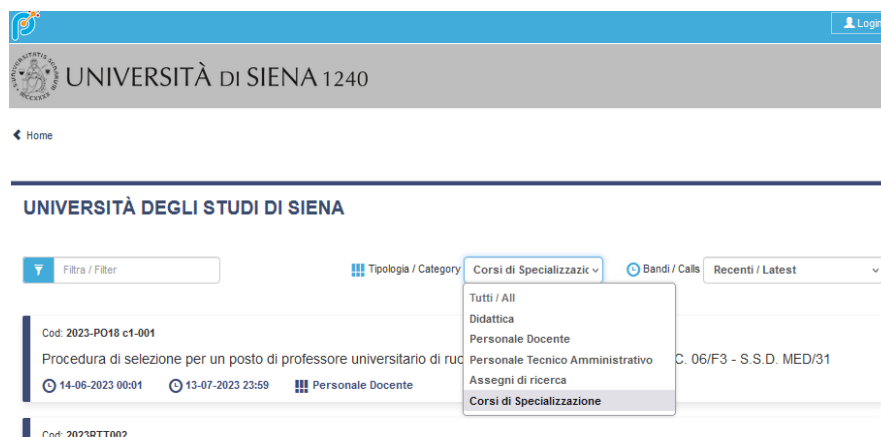 Login
UNIVERSITÀ DI SIENA 1240
Home
UNIVERSITÀ DEGLI STUDI DI SIENA
Filtra / Filter
Tipologia / Category
Corsi di Specializzazic
Bandi / Calls
Recenti / Latest
Tutti / All
Didattica
Personale Docente
Personale Tecnico Amministrativo
Assegni di ricerca
Corsi di Specializzazione
Cod: 2023-PO18 c1-001
Procedura di selezione per un posto di professore universitario di ruo C. 06/F3 - S.S.D. MED/31
14-06-2023 00:01 13-07-2023 23:59 Personale Docente
Cod: 2023RTT002